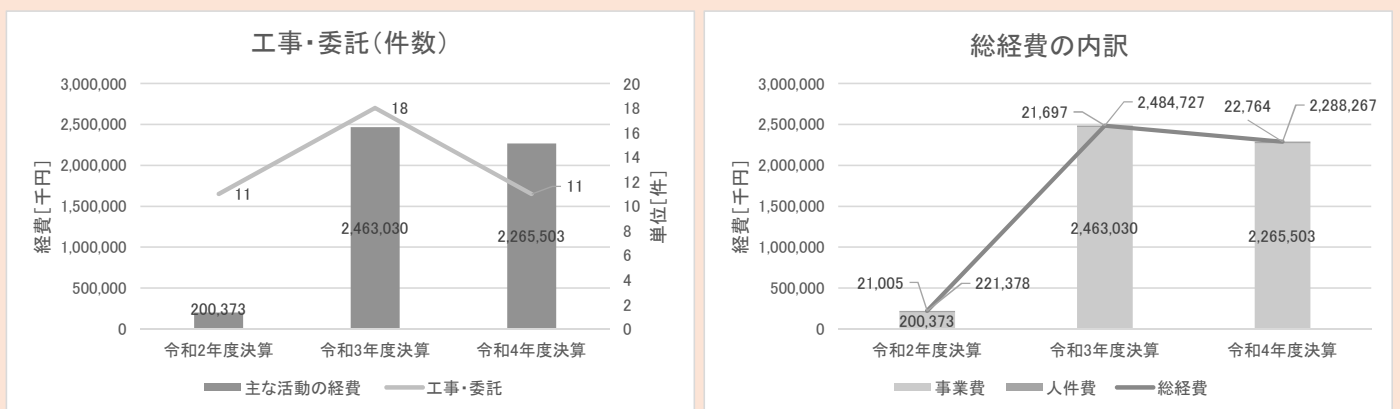 工事・委託(件数)
3,000,000
2,500,000
2,000,000
1,500,000
1,000,000
500,000
0
経費[千円]
20
18
16
14
12
10
8
6
4
2
0
単位[件]
11
18
11
200,373
2,463,030
2,265,503
令和2年度決算
令和3年度決算
令和4年度決算
主な活動の経費
工事・委託
総経費の内訳
3,000,000
2,500,000
2,000,000
1,500,000
1,000,000
500,000
0
経費[千円]
21,005
221,378
200,373
21,697
2,484,727
2,463,030
22,764
2,288,267
2,265,503
令和2年度決算
令和3年度決算
令和4年度決算
事業費
人件費
総経費